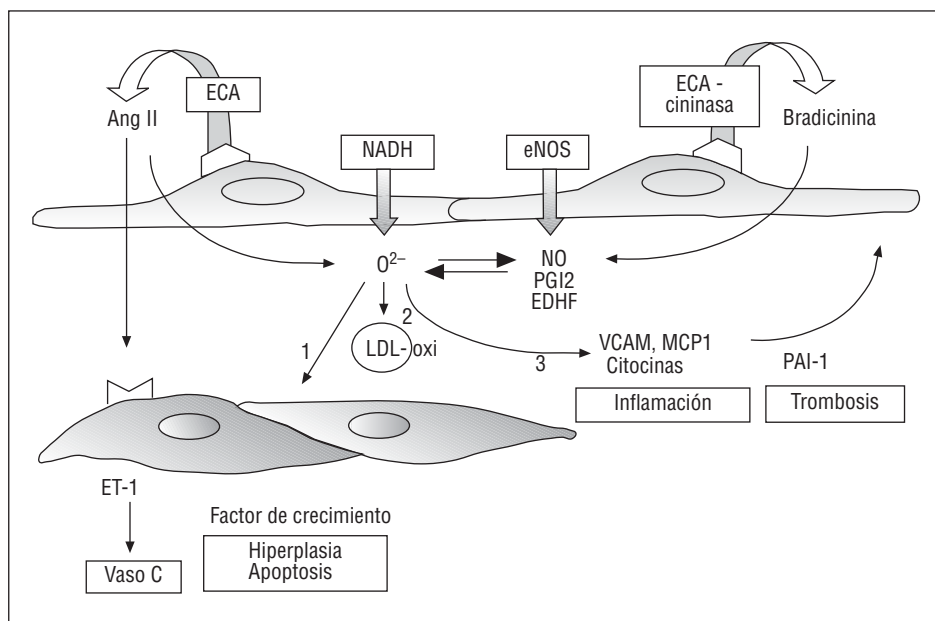 ECA
Ang II
ECA -
cininasa
Bradicinina
NADH
eNOS
O2–
NO
PGI2
EDHF
1
2
LDL-oxi
3
VCAM, MCP1
Citocinas
PAI-1
Inflamación
Trombosis
ET-1
Factor de crecimiento
Hiperplasia
Apoptosis
Vaso C